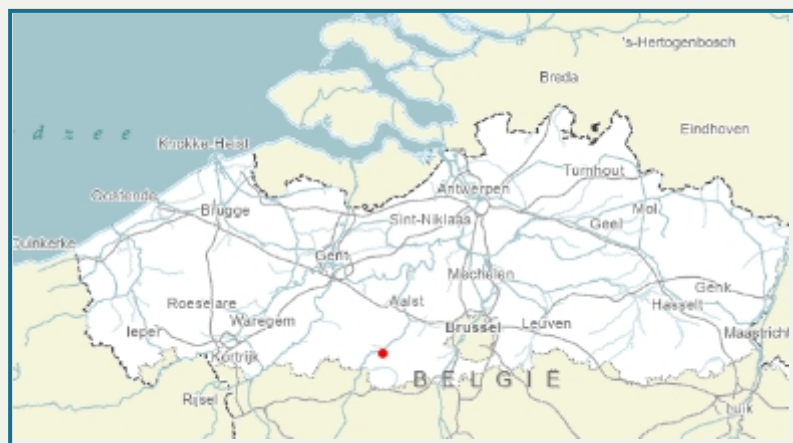 's-Hertogenbosch
Breda
d z e e
Eindhoven
Knokke-Heist
Turnhout
Antwerpen
Oostende
Mol
Brugge
Sint-Niklaas
Geel
Duinkerke
Gent
Mechelen
Genk
Roeselare
Aalst
Hasselt
Waregem
Ieper
Brussel
Leuven
Maastricht
Kortrijk
BELGIË
Rijsel
Luik